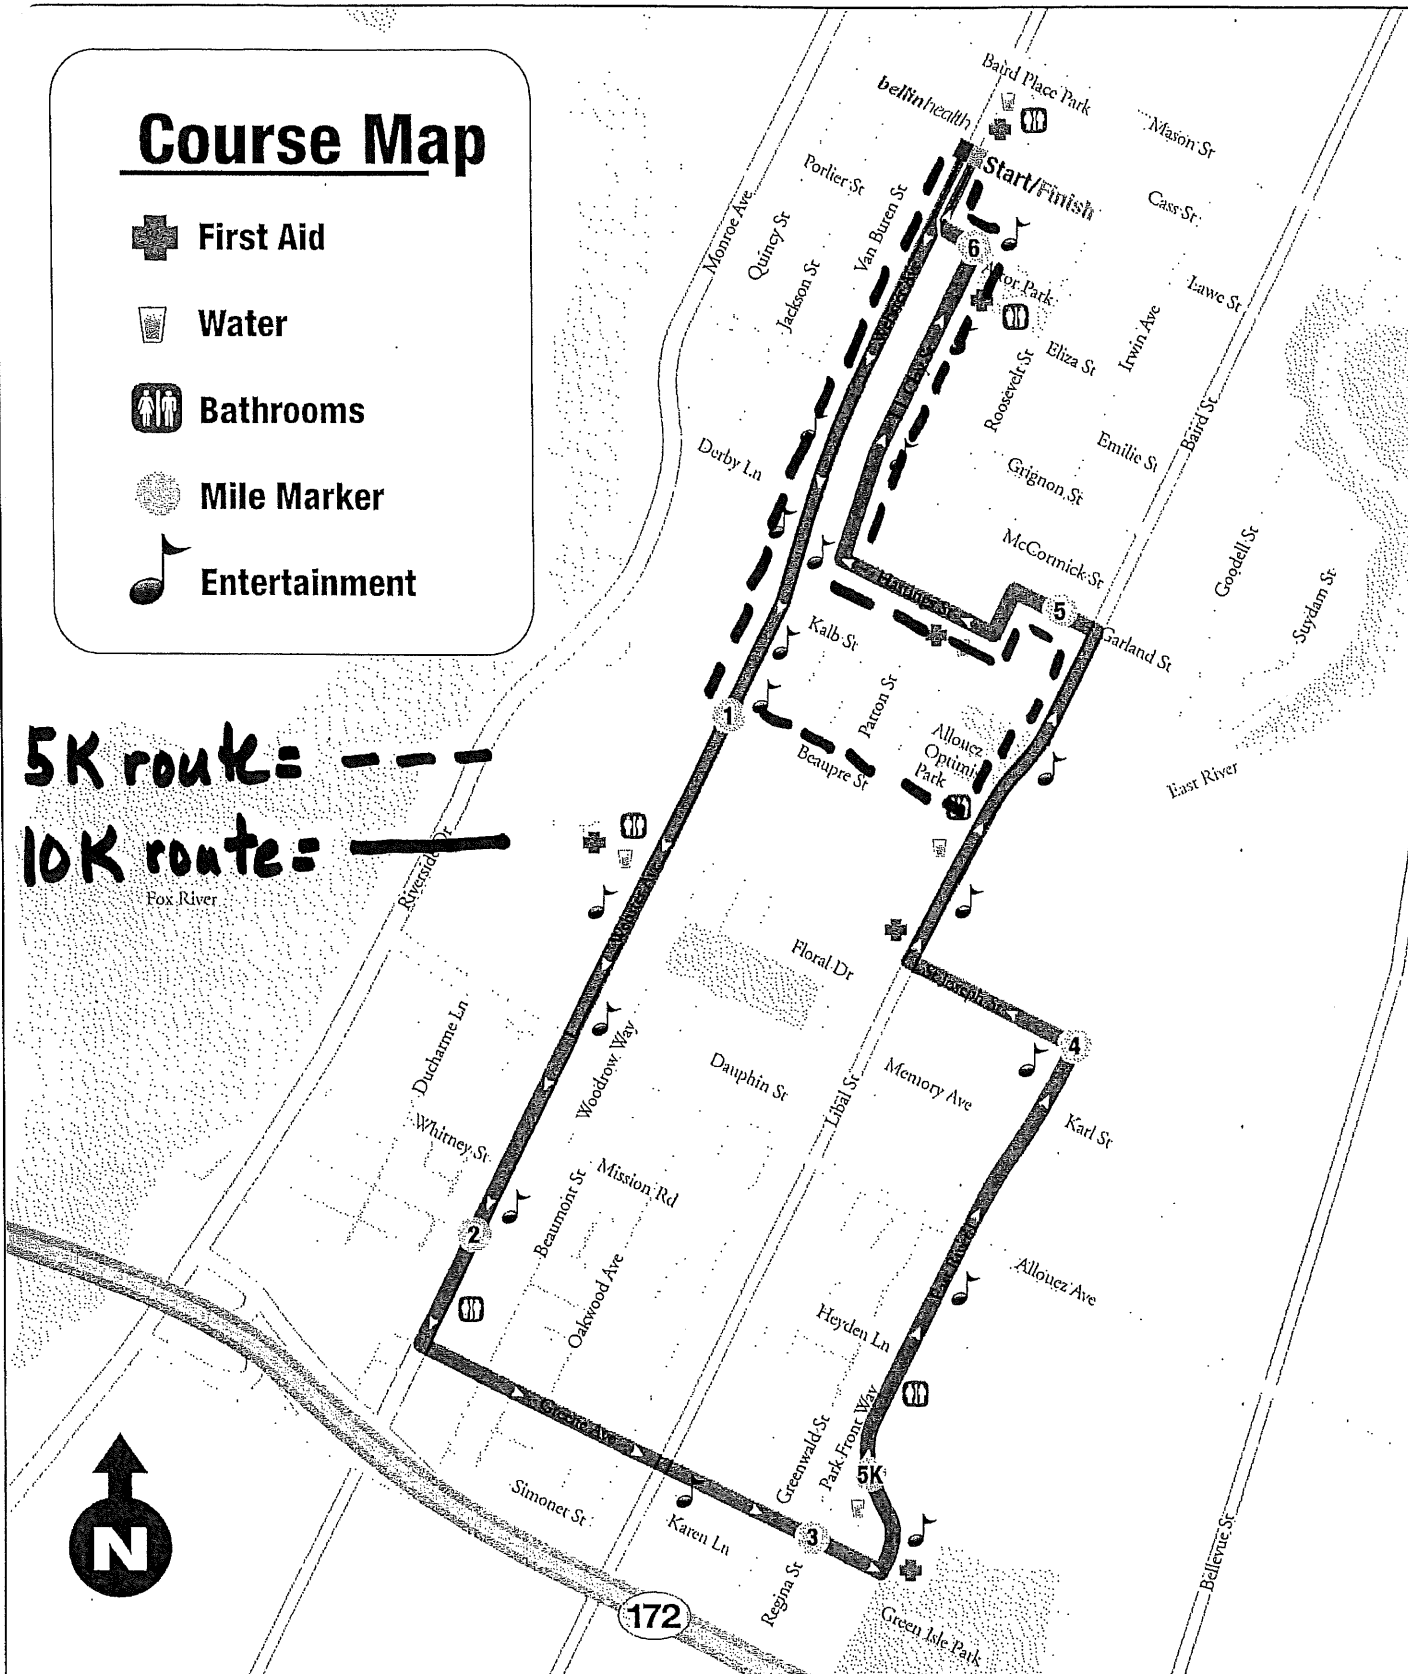 Course Map
First Aid
Water
Bathrooms
Mile Marker
Entertainment
5K route=
10K route=
Baird Place Park
bellinhealth
Mason St
Start/Finish
Porlier St
Cass St
Monroe Ave
Quincy St
Van Buren St
6
Jackson St
Astor Park
Lawe St
Irwin Ave
Eliza St
Roosevelt St
Baird St
Derby Ln
Emilie St
Grignon St
McCormick St
Goodell St
Suydam St
5
Garland St
Kalb St
Patton St
1
Allouez
Optimist
Park
Beaupre St
East River
Riverside Dr
Fox River
Floral Dr
St Joseph St
4
Ducharme Ln
Woodrow Way
Dauphin St
Memory Ave
Libal St
Karl St
Whitney St
Mission Rd
Beaumont St
2
Oakwood Ave
Allouez Ave
Heyden Ln
Greene Ave
Greenwald St
Park Front Way
5K
Simonet St
Karen Ln
3
Regina St
Bellevue St
N
172
Green Isle Park